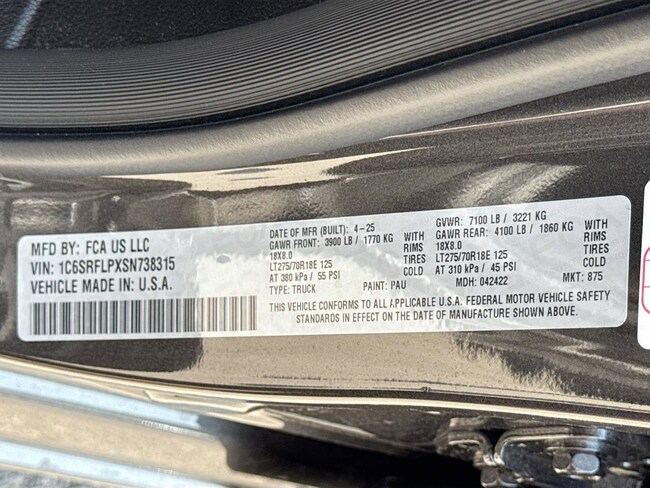 MFD BY: FCA US LLC
VIN: 1C6SRFLPXSN738315
VEHICLE MADE IN: U.S.A.
DATE OF MFR (BUILT): 4-25
GAWR FRONT: 3900 LB / 1770 KG WITH
18X8.0 RIMS
LT275/70R18E 125 TIRES
AT 380 kPa / 55 PSI COLD
TYPE: TRUCK PAINT: PAU
GVWR: 7100 LB / 3221 KG
GAWR REAR: 4100 LB / 1860 KG WITH
18X8.0 RIMS
LT275/70R18E 125 TIRES
AT 310 kPa / 45 PSI COLD
MDH: 042422 MKT: 875
THIS VEHICLE CONFORMS TO ALL APPLICABLE U.S.A. FEDERAL MOTOR VEHICLE SAFETY
STANDARDS IN EFFECT ON THE DATE OF MANUFACTURE SHOWN ABOVE.